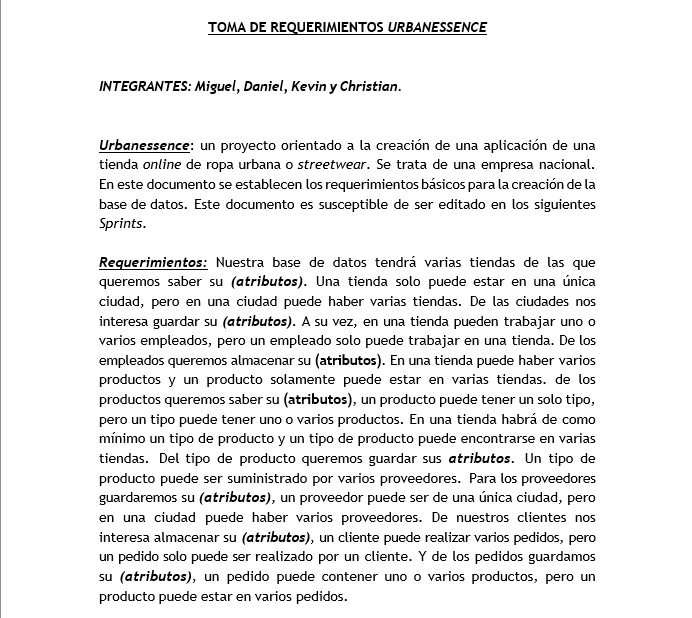 TOMA DE REQUERIMIENTOS URBANESSENCE
INTEGRANTES: Miguel, Daniel, Kevin y Christian.
Urbanessence: un proyecto orientado a la creación de una aplicación de una
tienda online de ropa urbana o streetwear. Se trata de una empresa nacional.
En este documento se establecen los requerimientos básicos para la creación de la
base de datos. Este documento es susceptible de ser editado en los siguientes
Sprints.
Requerimientos: Nuestra base de datos tendrá varias tiendas de las que
queremos saber su (atributos). Una tienda solo puede estar en una única
ciudad, pero en una ciudad puede haber varias tiendas. De las ciudades nos
interesa guardar su (atributos). A su vez, en una tienda pueden trabajar uno o
varios empleados, pero un empleado solo puede trabajar en una tienda. De los
empleados queremos almacenar su (atributos). En una tienda puede haber varios
productos y un producto solamente puede estar en varias tiendas. de los
productos queremos saber su (atributos), un producto puede tener un solo tipo,
pero un tipo puede tener uno o varios productos. En una tienda habrá de como
mínimo un tipo de producto y un tipo de producto puede encontrarse en varias
tiendas. Del tipo de producto queremos guardar sus atributos. Un tipo de
producto puede ser suministrado por varios proveedores. Para los proveedores
guardaremos su (atributos), un proveedor puede ser de una única ciudad, pero
en una ciudad puede haber varios proveedores. De nuestros clientes nos
interesa almacenar su (atributos), un cliente puede realizar varios pedidos, pero
un pedido solo puede ser realizado por un cliente. Y de los pedidos guardamos
su (atributos), un pedido puede contener uno o varios productos, pero un
producto puede estar en varios pedidos.